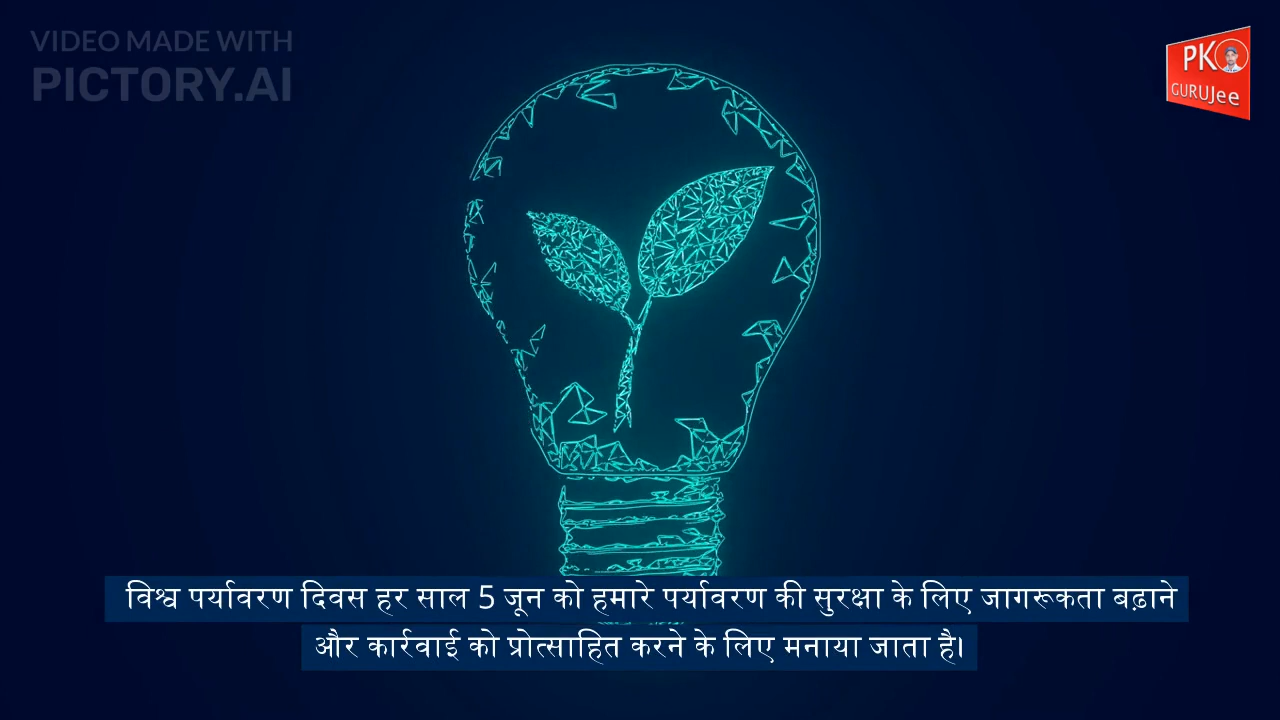 VIDEO MADE WITH
PICTORY.AI
PK
GURUJee
विश्व पर्यावरण दिवस हर साल 5 जून को हमारे पर्यावरण की सुरक्षा के लिए जागरूकता बढ़ाने
और कार्रवाई को प्रोत्साहित करने के लिए मनाया जाता है।